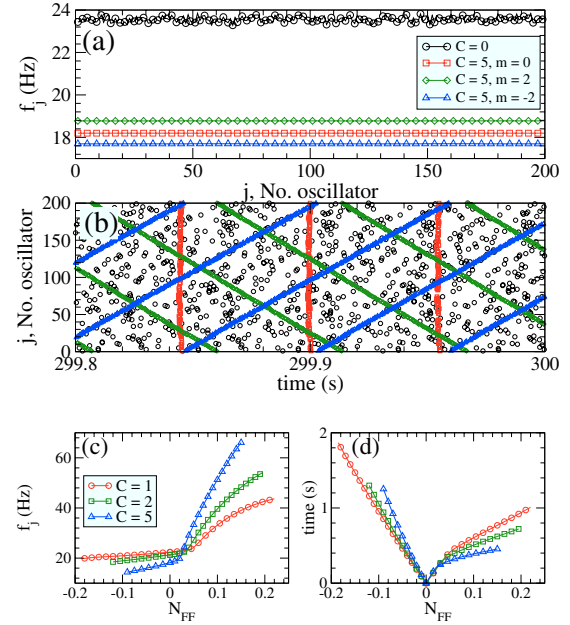 24
22
20
18
f_j (Hz)
(a)
C = 0
C = 5, m = 0
C = 5, m = 2
C = 5, m = -2
0 50 100 150 200
j, No. oscillator
200
150
100
50
0
j, No. oscillator
(b)
299.8 299.9 300
time (s)
60
40
20
f_j (Hz)
(c)
C = 1
C = 2
C = 5
-0.2 -0.1 0 0.1 0.2
N_FF
2
1
0
time (s)
(d)
-0.2 -0.1 0 0.1 0.2
N_FF